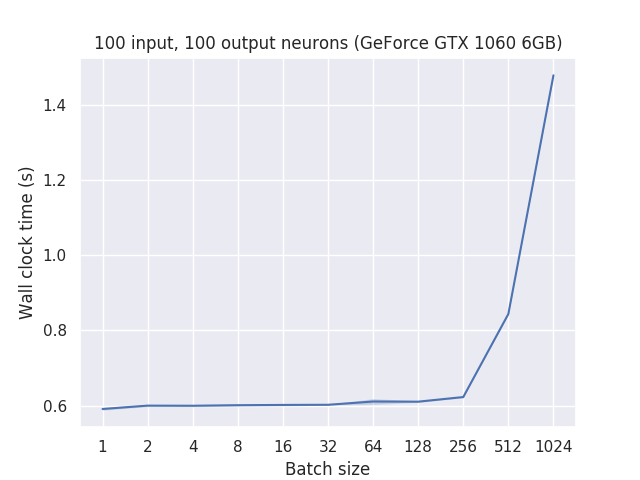 100 input, 100 output neurons (GeForce GTX 1060 6GB)
Wall clock time (s)
1.4
1.2
1.0
0.8
0.6
1 2 4 8 16 32 64 128 256 512 1024
Batch size